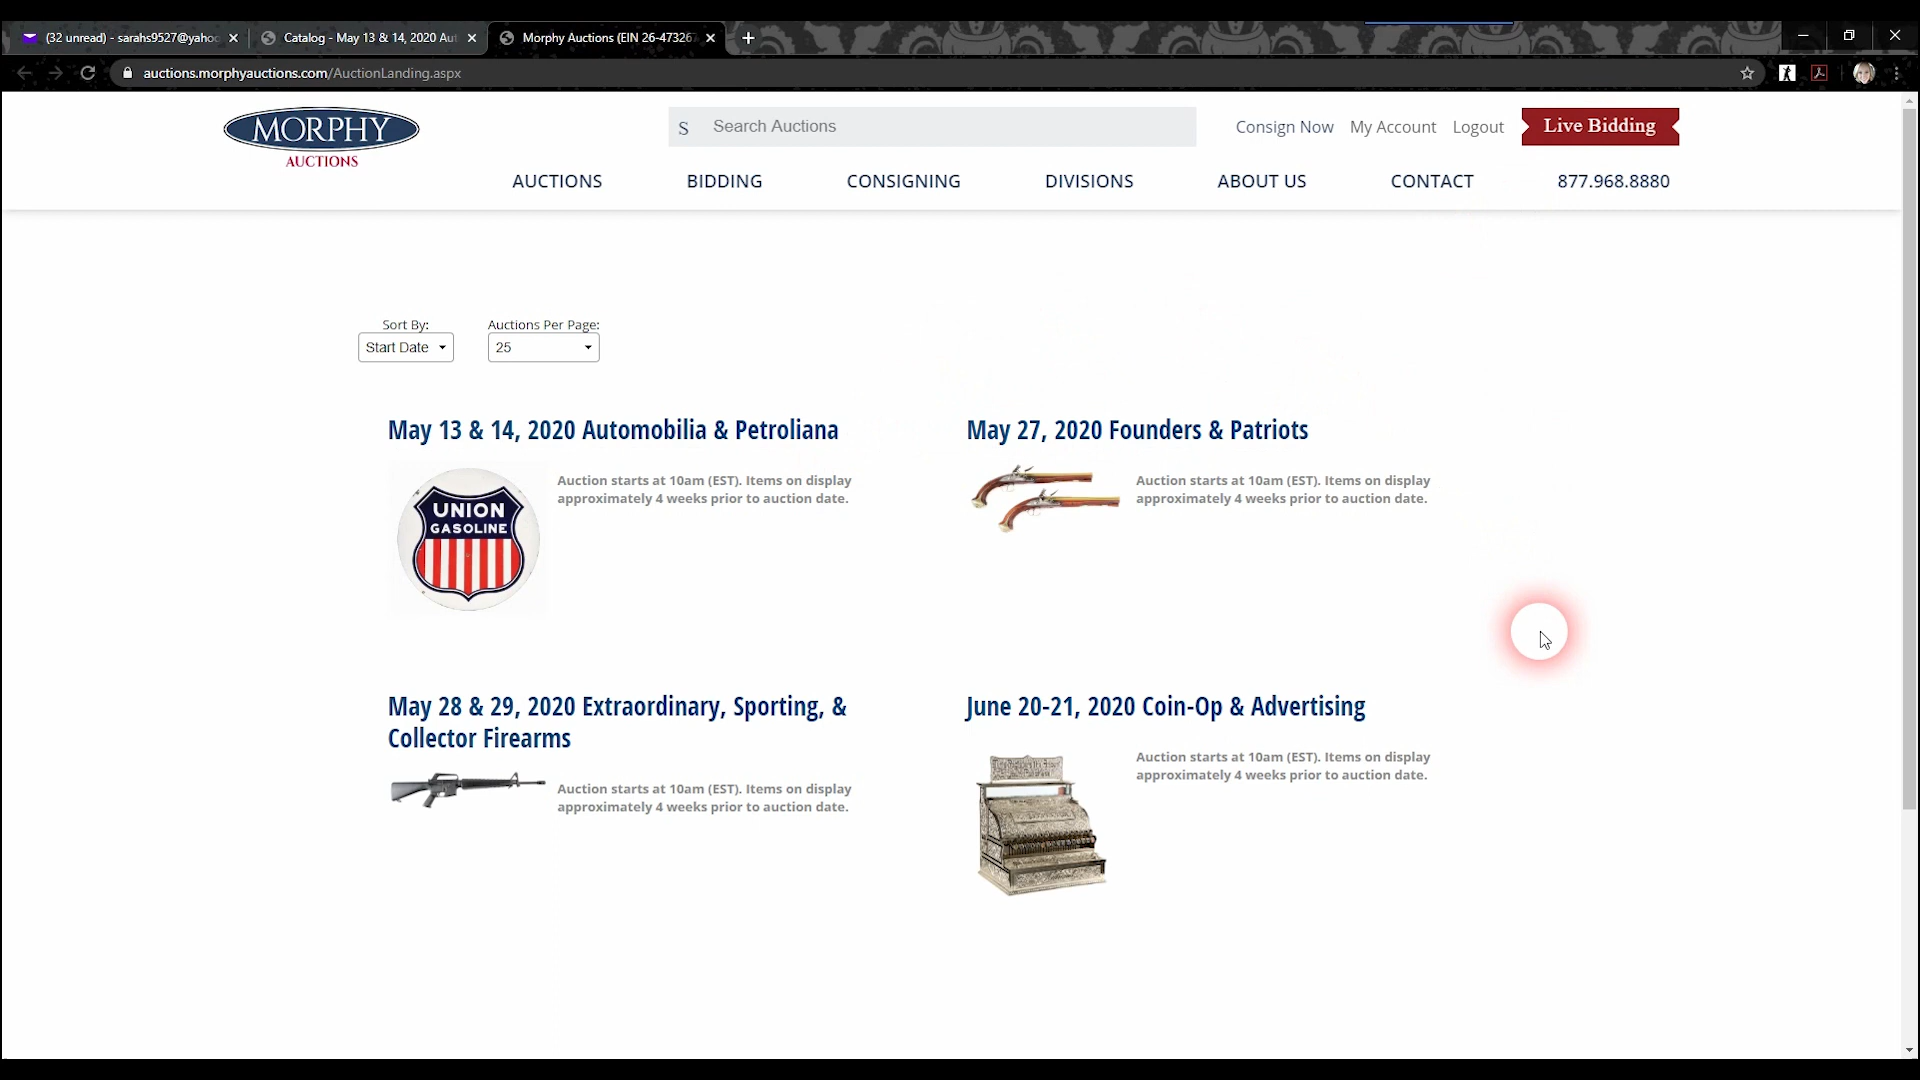 (32 unread) - sarahs9527@yahoo
Catalog - May 13 & 14, 2020 Aut
Morphy Auctions (EIN 26-47326
auctions.morphyauctions.com/AuctionLanding.aspx
MORPHY
AUCTIONS
S Search Auctions
Consign Now My Account Logout Live Bidding
AUCTIONS BIDDING CONSIGNING DIVISIONS ABOUT US CONTACT 877.968.8880
Sort By: Auctions Per Page:
Start Date 25
May 13 & 14, 2020 Automobilia & Petroliana
UNION
GASOLINE
Auction starts at 10am (EST). Items on display
approximately 4 weeks prior to auction date.
May 27, 2020 Founders & Patriots
Auction starts at 10am (EST). Items on display
approximately 4 weeks prior to auction date.
May 28 & 29, 2020 Extraordinary, Sporting, &
Collector Firearms
Auction starts at 10am (EST). Items on display
approximately 4 weeks prior to auction date.
June 20-21, 2020 Coin-Op & Advertising
Auction starts at 10am (EST). Items on display
approximately 4 weeks prior to auction date.